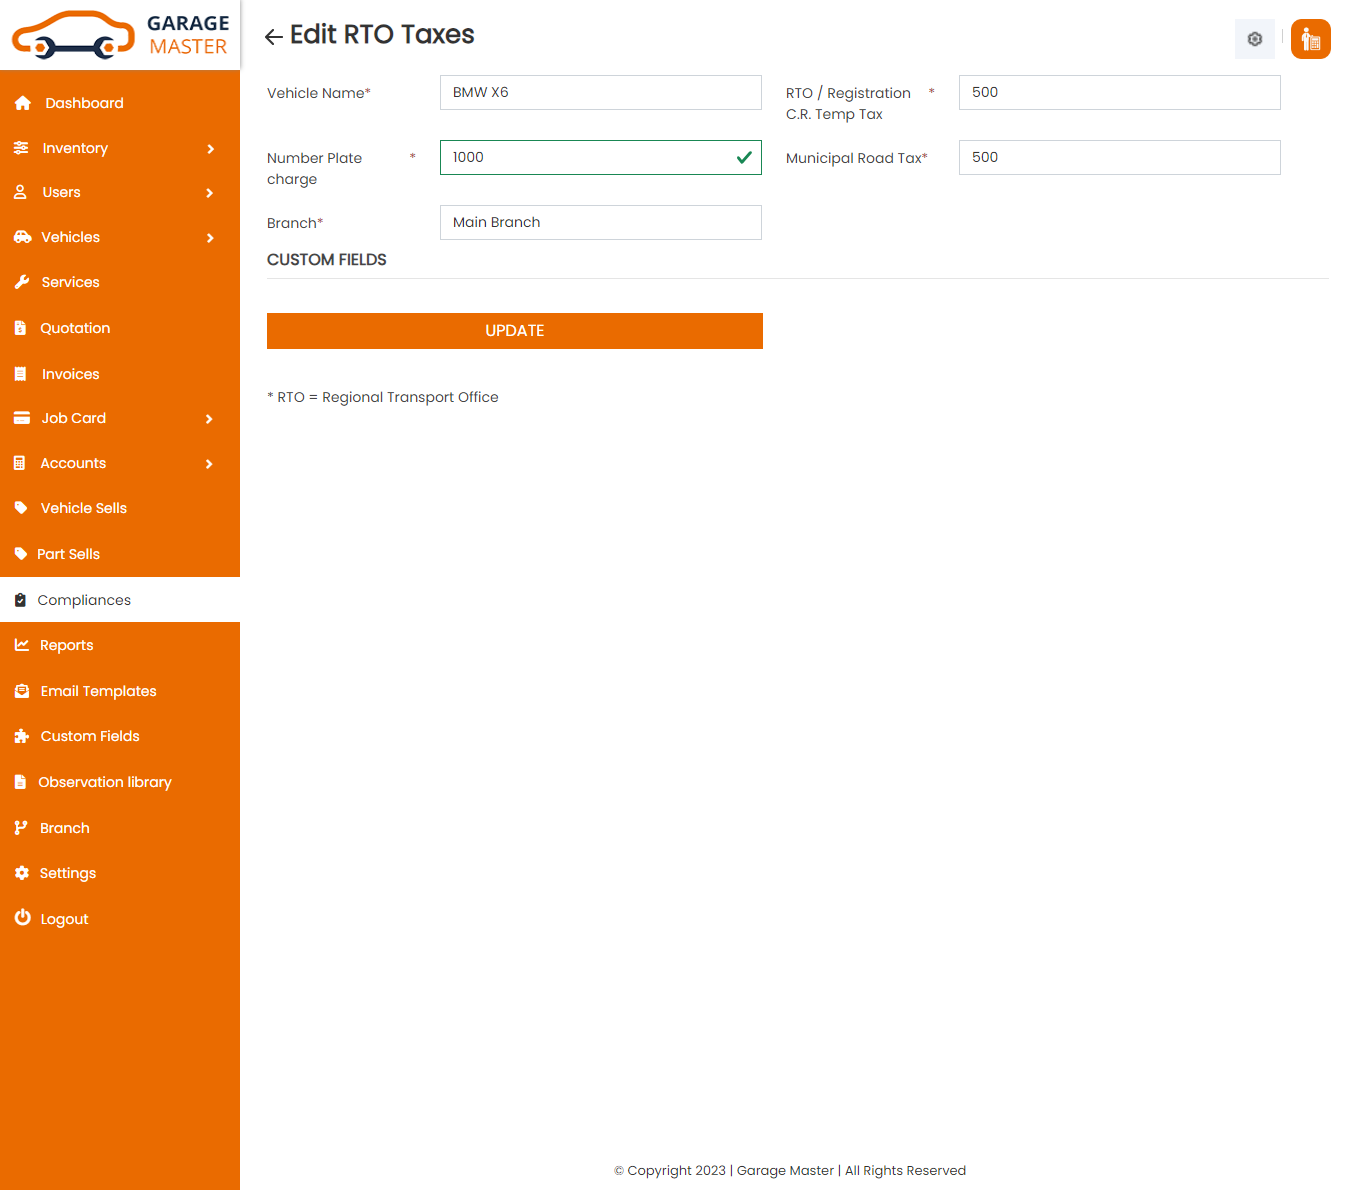 GARAGE
MASTER
Dashboard
Inventory
Users
Vehicles
Services
Quotation
Invoices
Job Card
Accounts
Vehicle Sells
Part Sells
Compliances
Reports
Email Templates
Custom Fields
Observation library
Branch
Settings
Logout
Edit RTO Taxes
Vehicle Name* BMW X6
RTO / Registration * 500
C.R. Temp Tax
Number Plate * 1000
charge
Municipal Road Tax* 500
Branch* Main Branch
CUSTOM FIELDS
UPDATE
* RTO = Regional Transport Office
© Copyright 2023 | Garage Master | All Rights Reserved